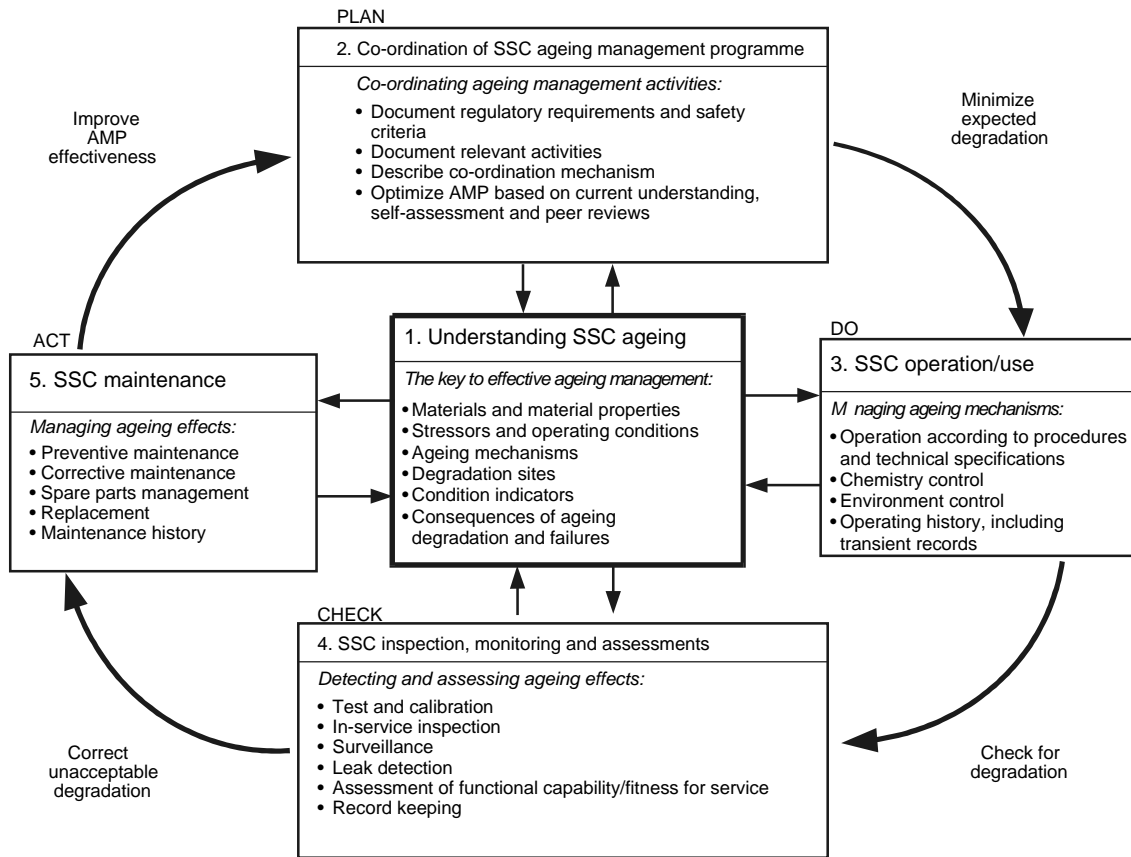 PLAN
2. Co-ordination of SSC ageing management programme
Co-ordinating ageing management activities:
• Document regulatory requirements and safety
criteria
• Document relevant activities
• Describe co-ordination mechanism
• Optimize AMP based on current understanding,
self-assessment and peer reviews
Improve
AMP
effectiveness
Minimize
expected
degradation
ACT
5. SSC maintenance
Managing ageing effects:
• Preventive maintenance
• Corrective maintenance
• Spare parts management
• Replacement
• Maintenance history
1. Understanding SSC ageing
The key to effective ageing management:
• Materials and material properties
• Stressors and operating conditions
• Ageing mechanisms
• Degradation sites
• Condition indicators
• Consequences of ageing
degradation and failures
DO
3. SSC operation/use
M naging ageing mechanisms:
• Operation according to procedures
and technical specifications
• Chemistry control
• Environment control
• Operating history, including
transient records
CHECK
4. SSC inspection, monitoring and assessments
Detecting and assessing ageing effects:
• Test and calibration
• In-service inspection
• Surveillance
• Leak detection
• Assessment of functional capability/fitness for service
• Record keeping
Correct
unacceptable
degradation
Check for
degradation